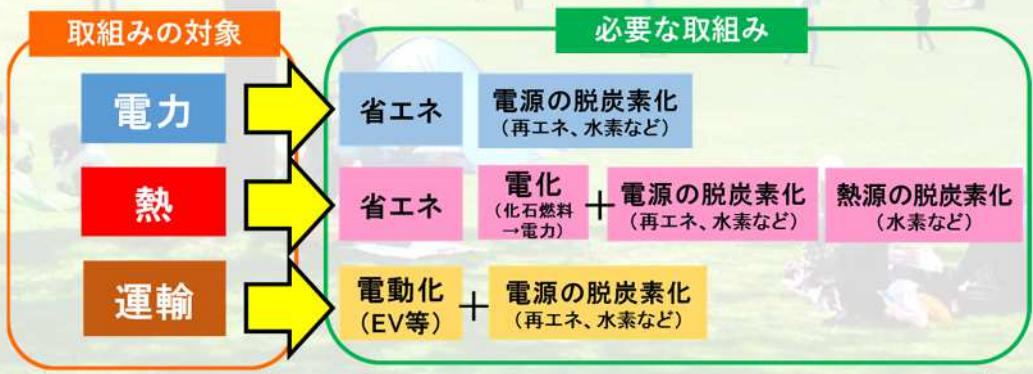 取組みの対象
必要な取組み
電力
省エネ
電源の脱炭素化
(再エネ、水素など)
熱
省エネ
電化
(化石燃料
→電力)
+
電源の脱炭素化
(再エネ、水素など)
熱源の脱炭素化
(水素など)
運輸
電動化
(EV等)
+
電源の脱炭素化
(再エネ、水素など)